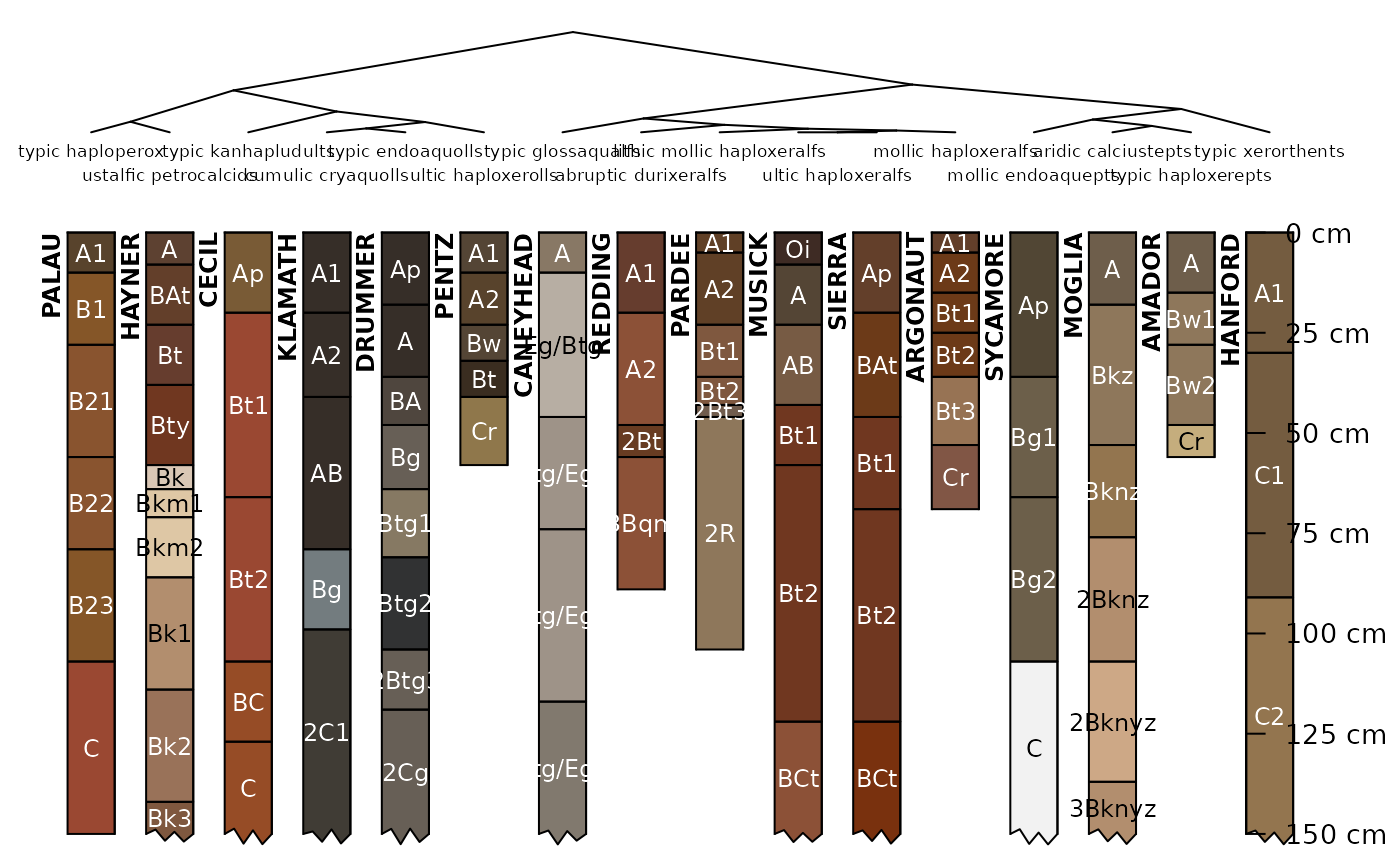 typic haploperox typic kanhapludults typic endoaquolls typic glossaqualfs lithic mollic haploxeralfs mollic haploxeralfs aridic calciustepts typic xerorthents
ustalfic petrocalcids cumulic cryaquolls ultic haploxerolls abruptic durixeralfs ultic haploxeralfs mollic endoaquepts typic haploxerepts
PALAU
A1
B1
B21
B22
B23
C
HAYNER
A
BAt
Bt
Bty
Bk
Bkm1
Bkm2
Bk1
Bk2
Bk3
CECIL
Ap
Bt1
Bt2
BC
C
KLAMATH
A1
A2
AB
Bg
2C1
DRUMMER
Ap
A
BA
Bg
Btg1
Btg2
2Btg3
2Cg
PENTZ
A1
A2
Bw
Bt
Cr
CANEYHEAD
A
Eg/Btg
tg/Eg
tg/Eg
tg/Eg
REDDING
A1
A2
2Bt
3Bqm
PARDEE
A1
A2
Bt1
Bt2
2Bt3
2R
MUSICK
Oi
A
AB
Bt1
Bt2
BCt
SIERRA
Ap
BAt
Bt1
Bt2
BCt
ARGONAUT
A1
A2
Bt1
Bt2
Bt3
Cr
SYCAMORE
Ap
Bg1
Bg2
C
MOGLIA
A
Bkz
Bknz
2Bknz
2Bknyz
3Bknyz
AMADOR
A
Bw1
Bw2
Cr
HANFORD
A1
C1
C2
0 cm
25 cm
50 cm
75 cm
100 cm
125 cm
150 cm